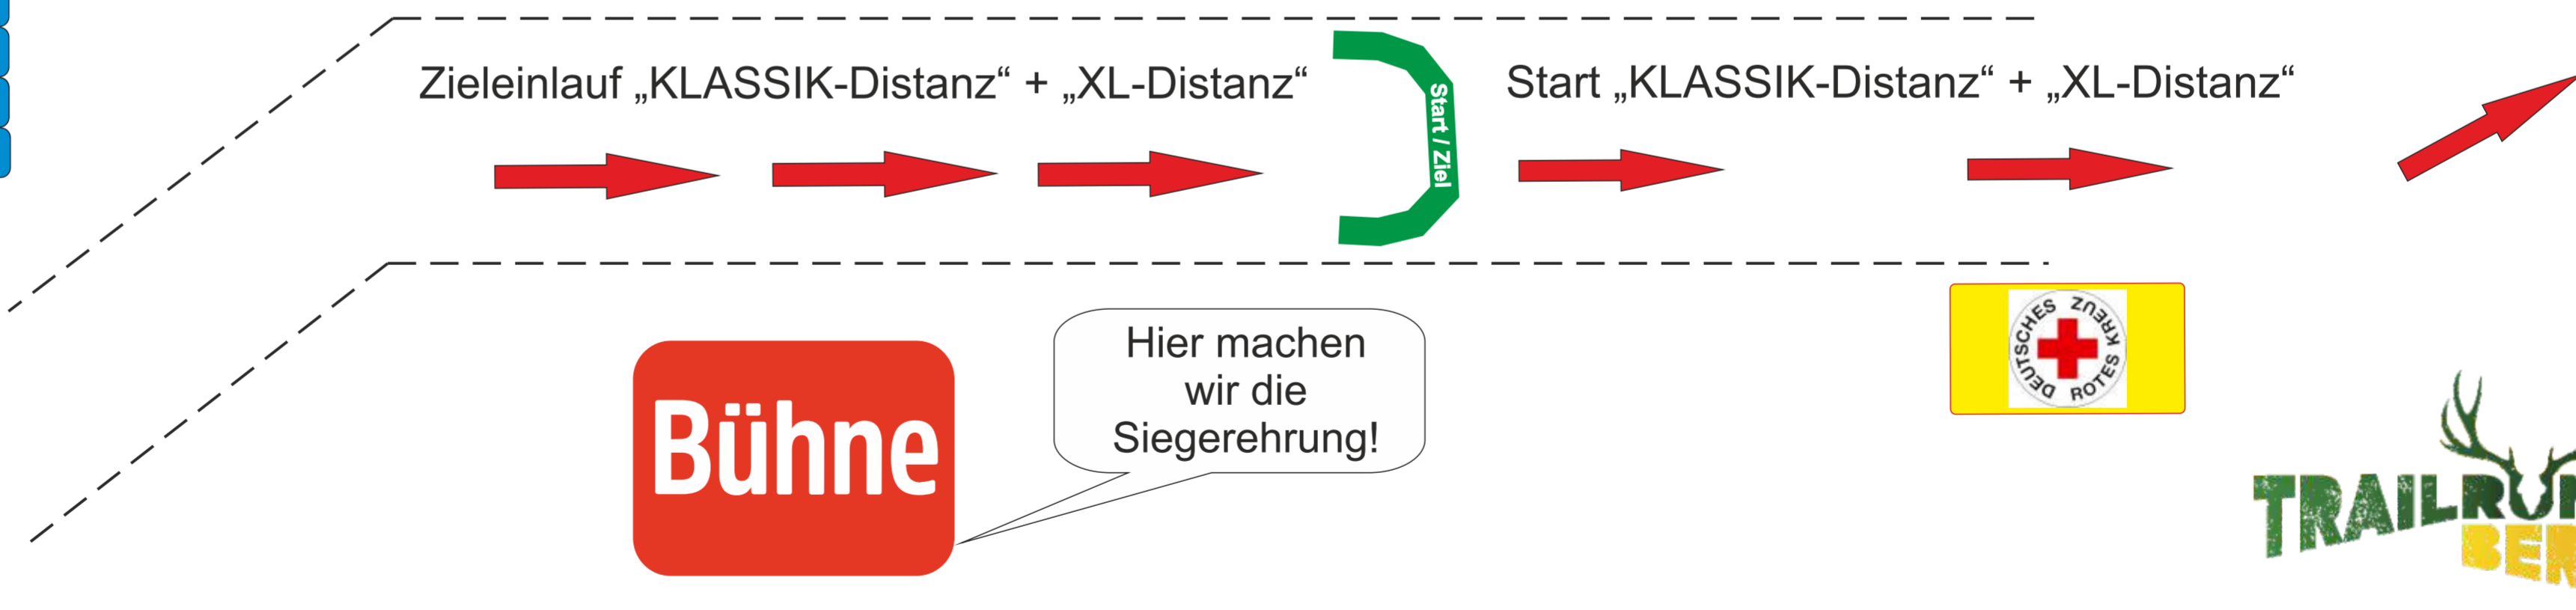 Zieleinlauf „KLASSIK-Distanz“ + „XL-Distanz“
Start / Ziel
Start „KLASSIK-Distanz“ + „XL-Distanz“
Bühne
Hier machen
wir die
Siegerehrung!
DEUTSCHES ROTES KREUZ